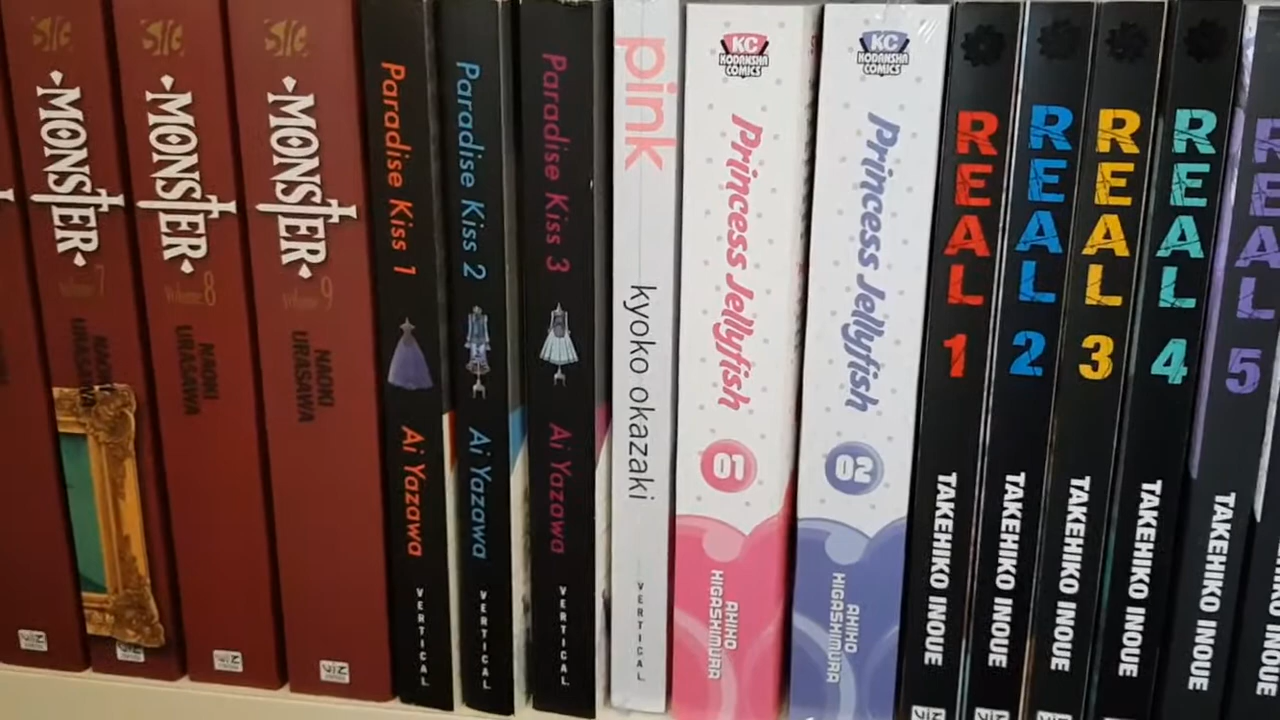 MONSTER
Volume 7
NAOKI
VIZ
MONSTER
Volume 8
NAOKI
URASAWA
VIZ
MONSTER
Volume 9
NAOKI
URASAWA
VIZ
Paradise Kiss 1
Ai Yazawa
VERTICAL.
Paradise Kiss 2
Ai Yazawa
VERTICAL.
Paradise Kiss 3
Ai Yazawa
VERTICAL.
pink
kyoko okazaki
VERTICAL.
KC
KODANSHA
COMICS
Princess Jellyfish
01
AKIKO
HIGASHIMURA
KC
KODANSHA
COMICS
Princess Jellyfish
02
AKIKO
HIGASHIMURA
REAL
1
TAKEHIKO INOUE
REAL
2
TAKEHIKO INOUE
REAL
3
TAKEHIKO INOUE
REAL
4
TAKEHIKO INOUE
REAL
5
TAKEHIKO INOUE